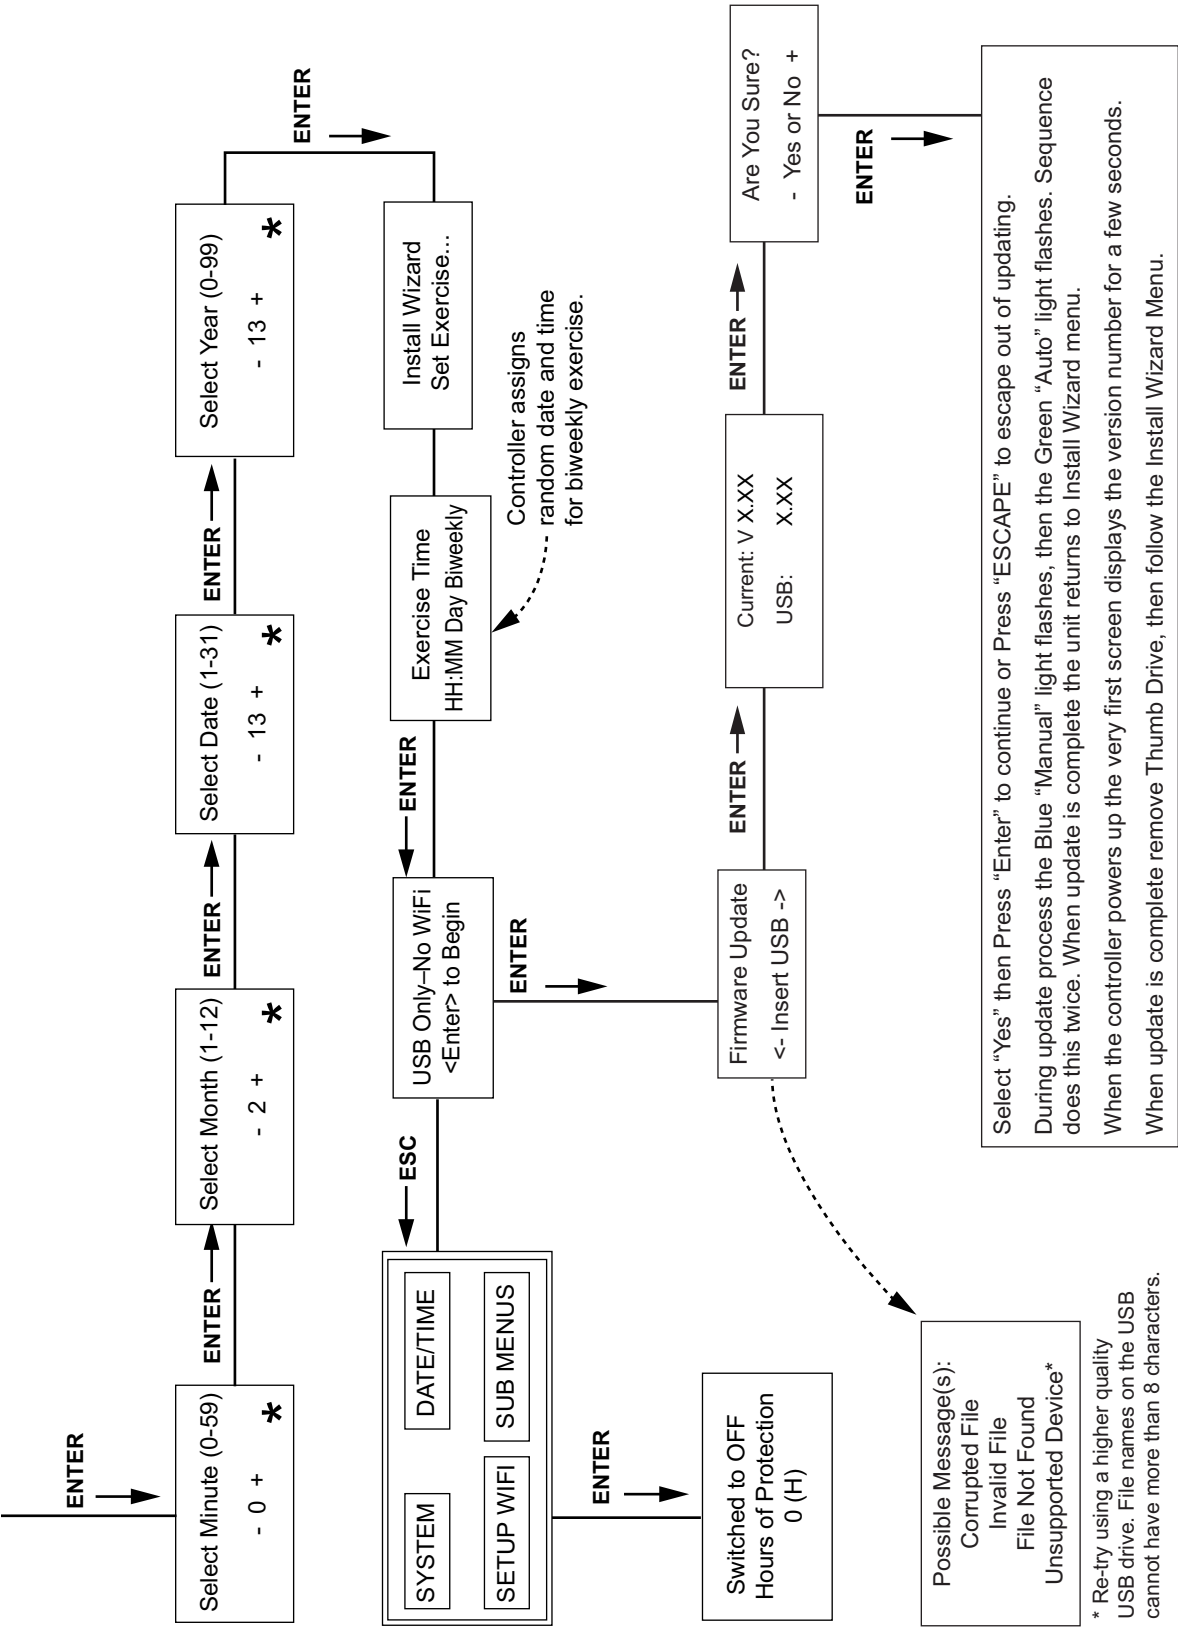 ENTER
Select Minute (0-59)
- 0 +
*
ENTER
Select Month (1-12)
- 2 +
*
ENTER
Select Date (1-31)
- 13 +
*
ENTER
Select Year (0-99)
- 13 +
*
ENTER
Install Wizard
Set Exercise...
Exercise Time
HH:MM Day Biweekly
Controller assigns
random date and time
for biweekly exercise.
ENTER
USB Only–No WiFi
<Enter> to Begin
ESC
SYSTEM
DATE/TIME
SETUP WIFI
SUB MENUS
ENTER
Switched to OFF
Hours of Protection
0 (H)
ENTER
Firmware Update
<- Insert USB ->
ENTER
Current: V X.XX
USB: X.XX
ENTER
Are You Sure?
- Yes or No +
ENTER
Possible Message(s):
Corrupted File
Invalid File
File Not Found
Unsupported Device*
* Re-try using a higher quality
USB drive. File names on the USB
cannot have more than 8 characters.
Select “Yes” then Press “Enter” to continue or Press “ESCAPE” to escape out of updating.
During update process the Blue “Manual” light flashes, then the Green “Auto” light flashes. Sequence
does this twice. When update is complete the unit returns to Install Wizard menu.
When the controller powers up the very first screen displays the version number for a few seconds.
When update is complete remove Thumb Drive, then follow the Install Wizard Menu.